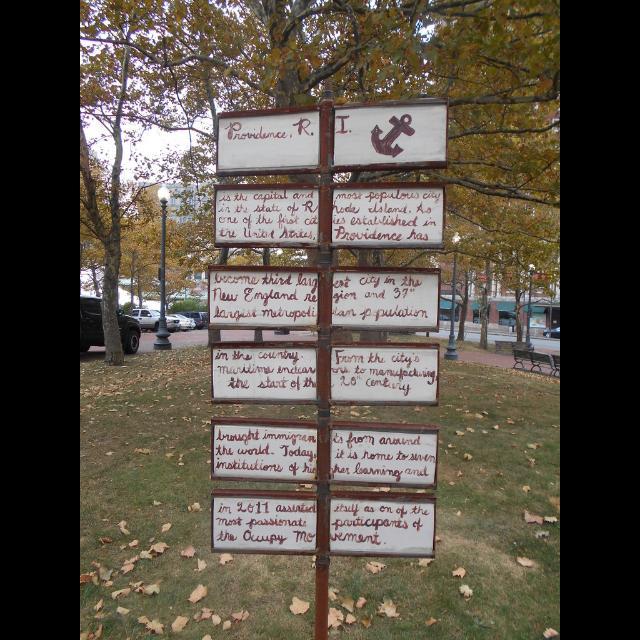 Providence, R. I.
is the capital and most populous city
in the state of Rhode Island. As
one of the first cities established in
the United States, Providence has
become third largest city in the
New England region and 37th
largest metropolitan population
in the country From the city's
maritime endeavors to manufacturing
the start of the 20th century
brought immigrants from around
the world. Today, it is home to seven
institutions of higher learning and
in 2011 asserted itself as on of the
most passionate participants of
the Occupy Movement.